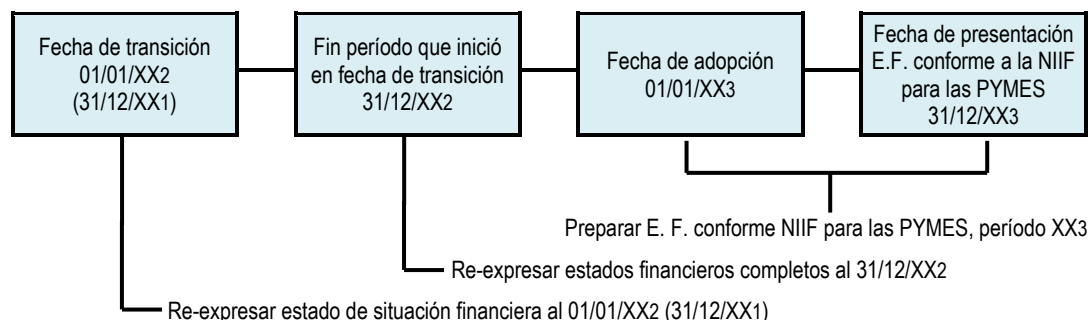 Fecha de transición
01/01/XX2
(31/12/XX1)
Fin período que inició
en fecha de transición
31/12/XX2
Fecha de adopción
01/01/XX3
Fecha de presentación
E.F. conforme a la NIIF
para las PYMES
31/12/XX3
Preparar E. F. conforme NIIF para las PYMES, período XX3
Re-expresar estados financieros completos al 31/12/XX2
Re-expresar estado de situación financiera al 01/01/XX2 (31/12/XX1)